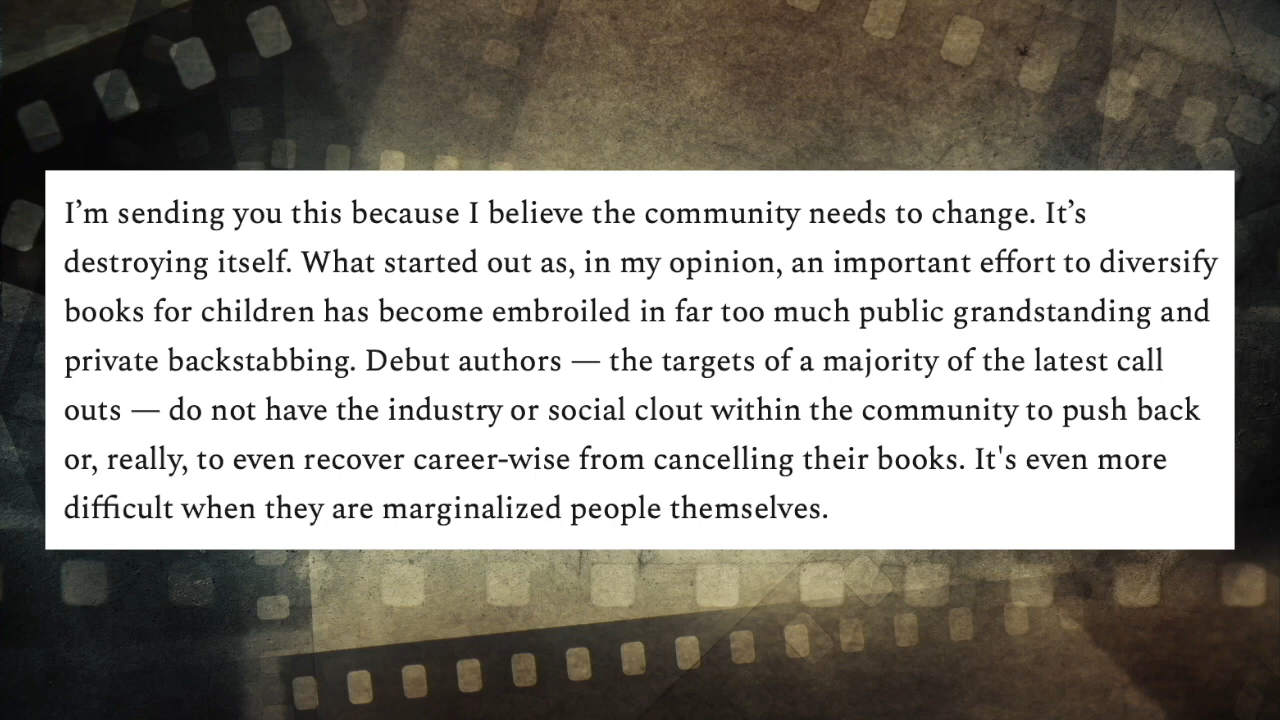 I’m sending you this because I believe the community needs to change. It’s
destroying itself. What started out as, in my opinion, an important effort to diversify
books for children has become embroiled in far too much public grandstanding and
private backstabbing. Debut authors — the targets of a majority of the latest call
outs — do not have the industry or social clout within the community to push back
or, really, to even recover career-wise from cancelling their books. It's even more
difficult when they are marginalized people themselves.